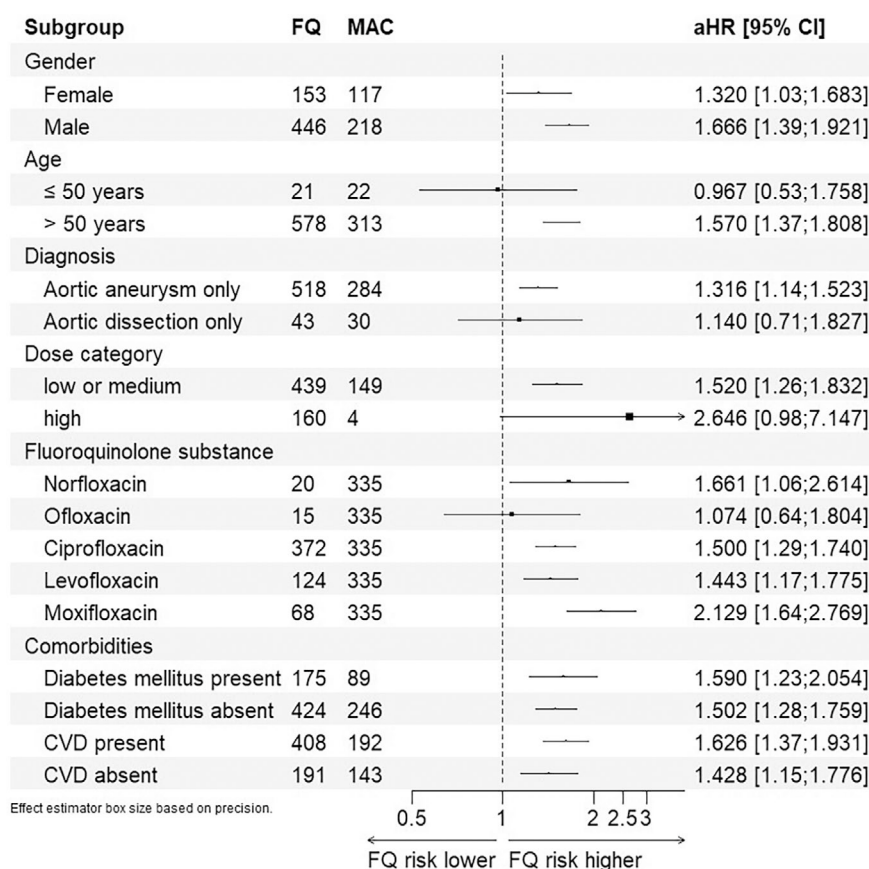 Subgroup FQ MAC aHR [95% CI]
Gender
Female 153 117 1.320 [1.03;1.683]
Male 446 218 1.666 [1.39;1.921]
Age
≤ 50 years 21 22 0.967 [0.53;1.758]
> 50 years 578 313 1.570 [1.37;1.808]
Diagnosis
Aortic aneurysm only 518 284 1.316 [1.14;1.523]
Aortic dissection only 43 30 1.140 [0.71;1.827]
Dose category
low or medium 439 149 1.520 [1.26;1.832]
high 160 4 2.646 [0.98;7.147]
Fluoroquinolone substance
Norfloxacin 20 335 1.661 [1.06;2.614]
Ofloxacin 15 335 1.074 [0.64;1.804]
Ciprofloxacin 372 335 1.500 [1.29;1.740]
Levofloxacin 124 335 1.443 [1.17;1.775]
Moxifloxacin 68 335 2.129 [1.64;2.769]
Comorbidities
Diabetes mellitus present 175 89 1.590 [1.23;2.054]
Diabetes mellitus absent 424 246 1.502 [1.28;1.759]
CVD present 408 192 1.626 [1.37;1.931]
CVD absent 191 143 1.428 [1.15;1.776]
Effect estimator box size based on precision.
0.5 1 2 2.5 3
FQ risk lower FQ risk higher